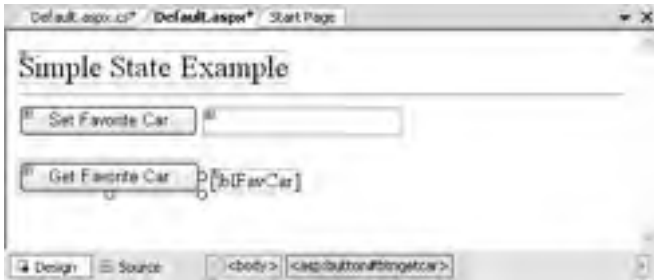 Default.aspx.cs* Default.aspx* Start Page
Simple State Example
Set Favorite Car
Get Favorite Car [lblFavCar]
Design Source <body> <asp:button#btngetcar>